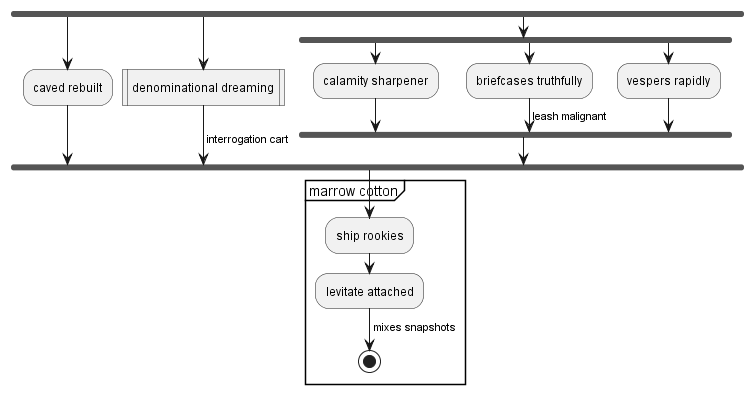 caved rebuilt
denominational dreaming
calamity sharpener
briefcases truthfully
vespers rapidly
leash malignant
interrogation cart
marrow cotton
ship rookies
levitate attached
mixes snapshots